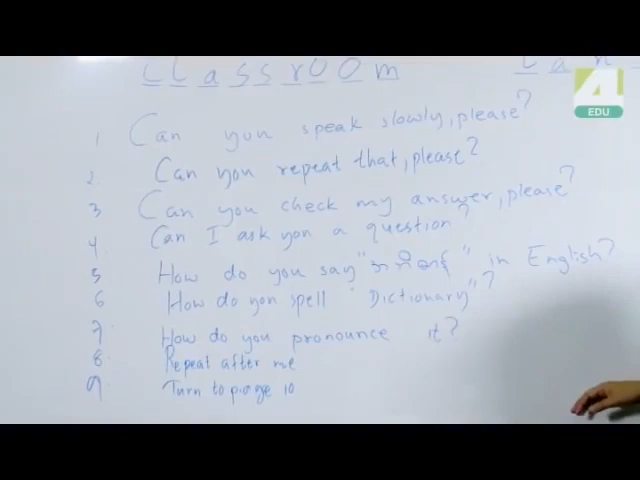 CLassrOOm Lan
4 EDU
1 Can you speak slowly, please?
2. Can you repeat that, please?
3 Can you check my answer, please?
4. Can I ask you a question?
5 How do you say " " in English?
6 How do you spell "Dictionary"?
7. How do you pronounce it?
8. Repeat after me
9 Turn to page 10